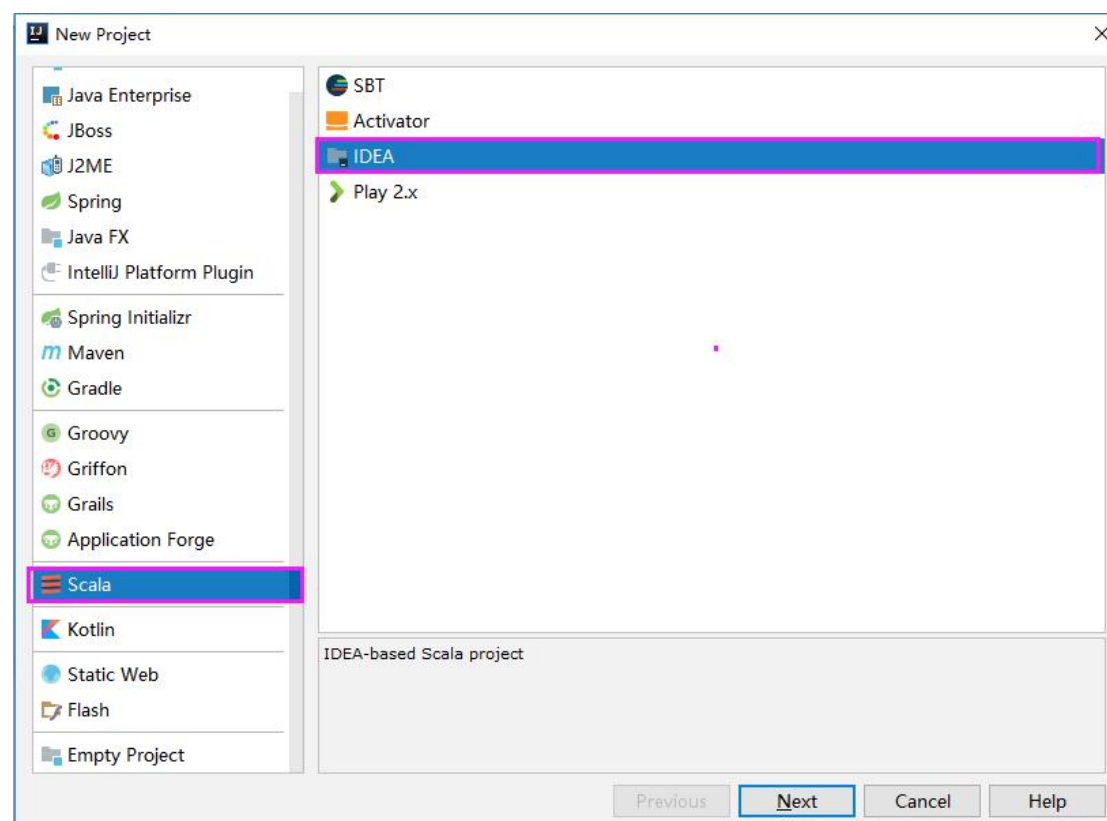 New Project
Java Enterprise
JBoss
J2ME
Spring
Java FX
IntelliJ Platform Plugin
Spring Initializr
Maven
Gradle
Groovy
Griffon
Grails
Application Forge
Scala
Kotlin
Static Web
Flash
Empty Project
SBT
Activator
IDEA
Play 2.x
IDEA-based Scala project
Previous
Next
Cancel
Help